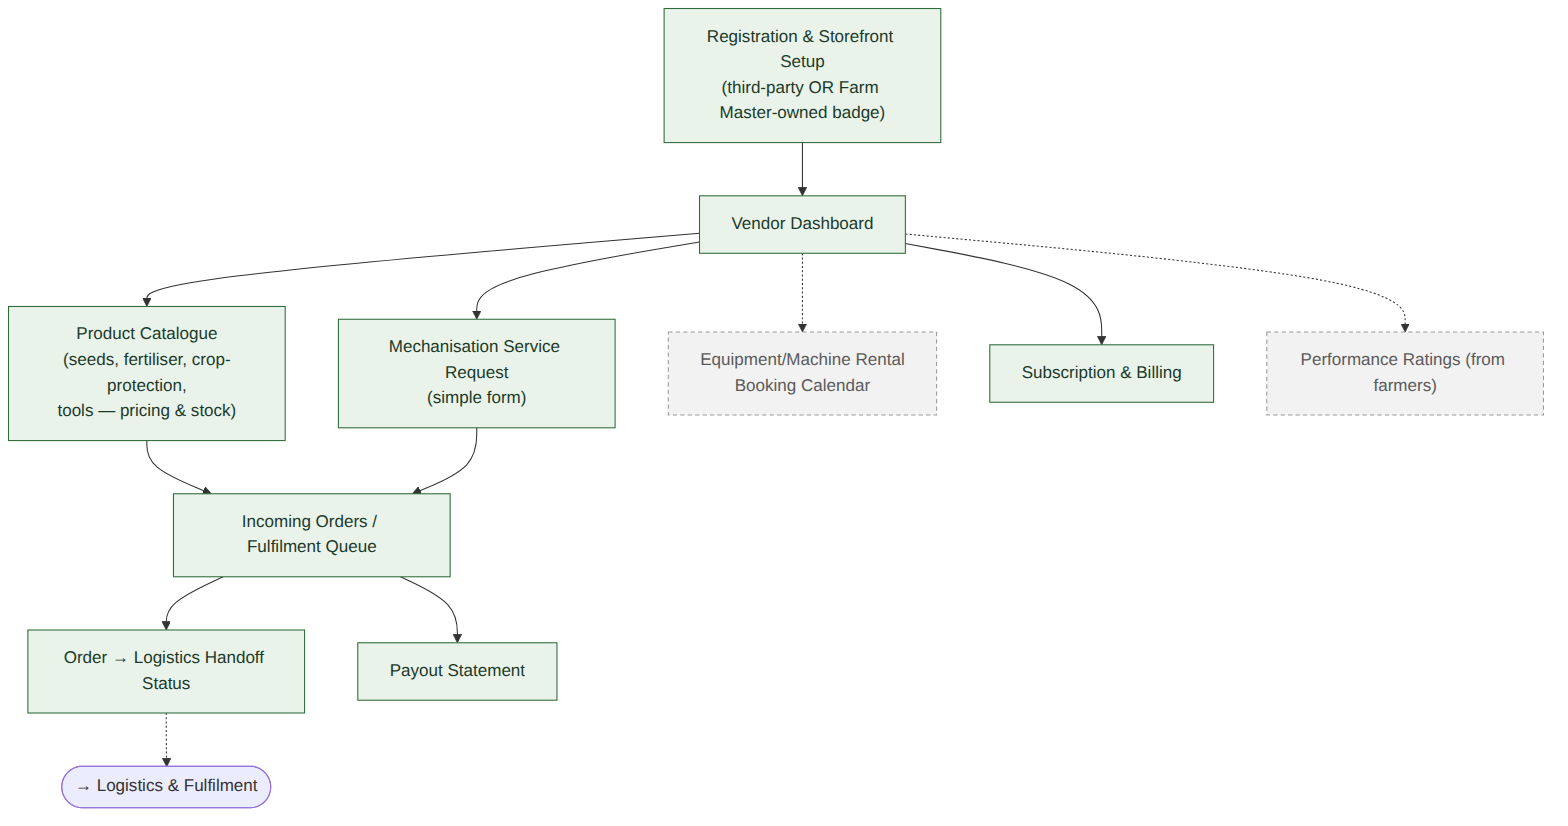 Registration & Storefront
Setup
(third-party OR Farm
Master-owned badge)
Vendor Dashboard
Product Catalogue
(seeds, fertiliser, crop-
protection,
tools — pricing & stock)
Mechanisation Service
Request
(simple form)
Equipment/Machine Rental
Booking Calendar
Subscription & Billing
Performance Ratings (from
farmers)
Incoming Orders /
Fulfilment Queue
Order → Logistics Handoff
Status
Payout Statement
→ Logistics & Fulfilment